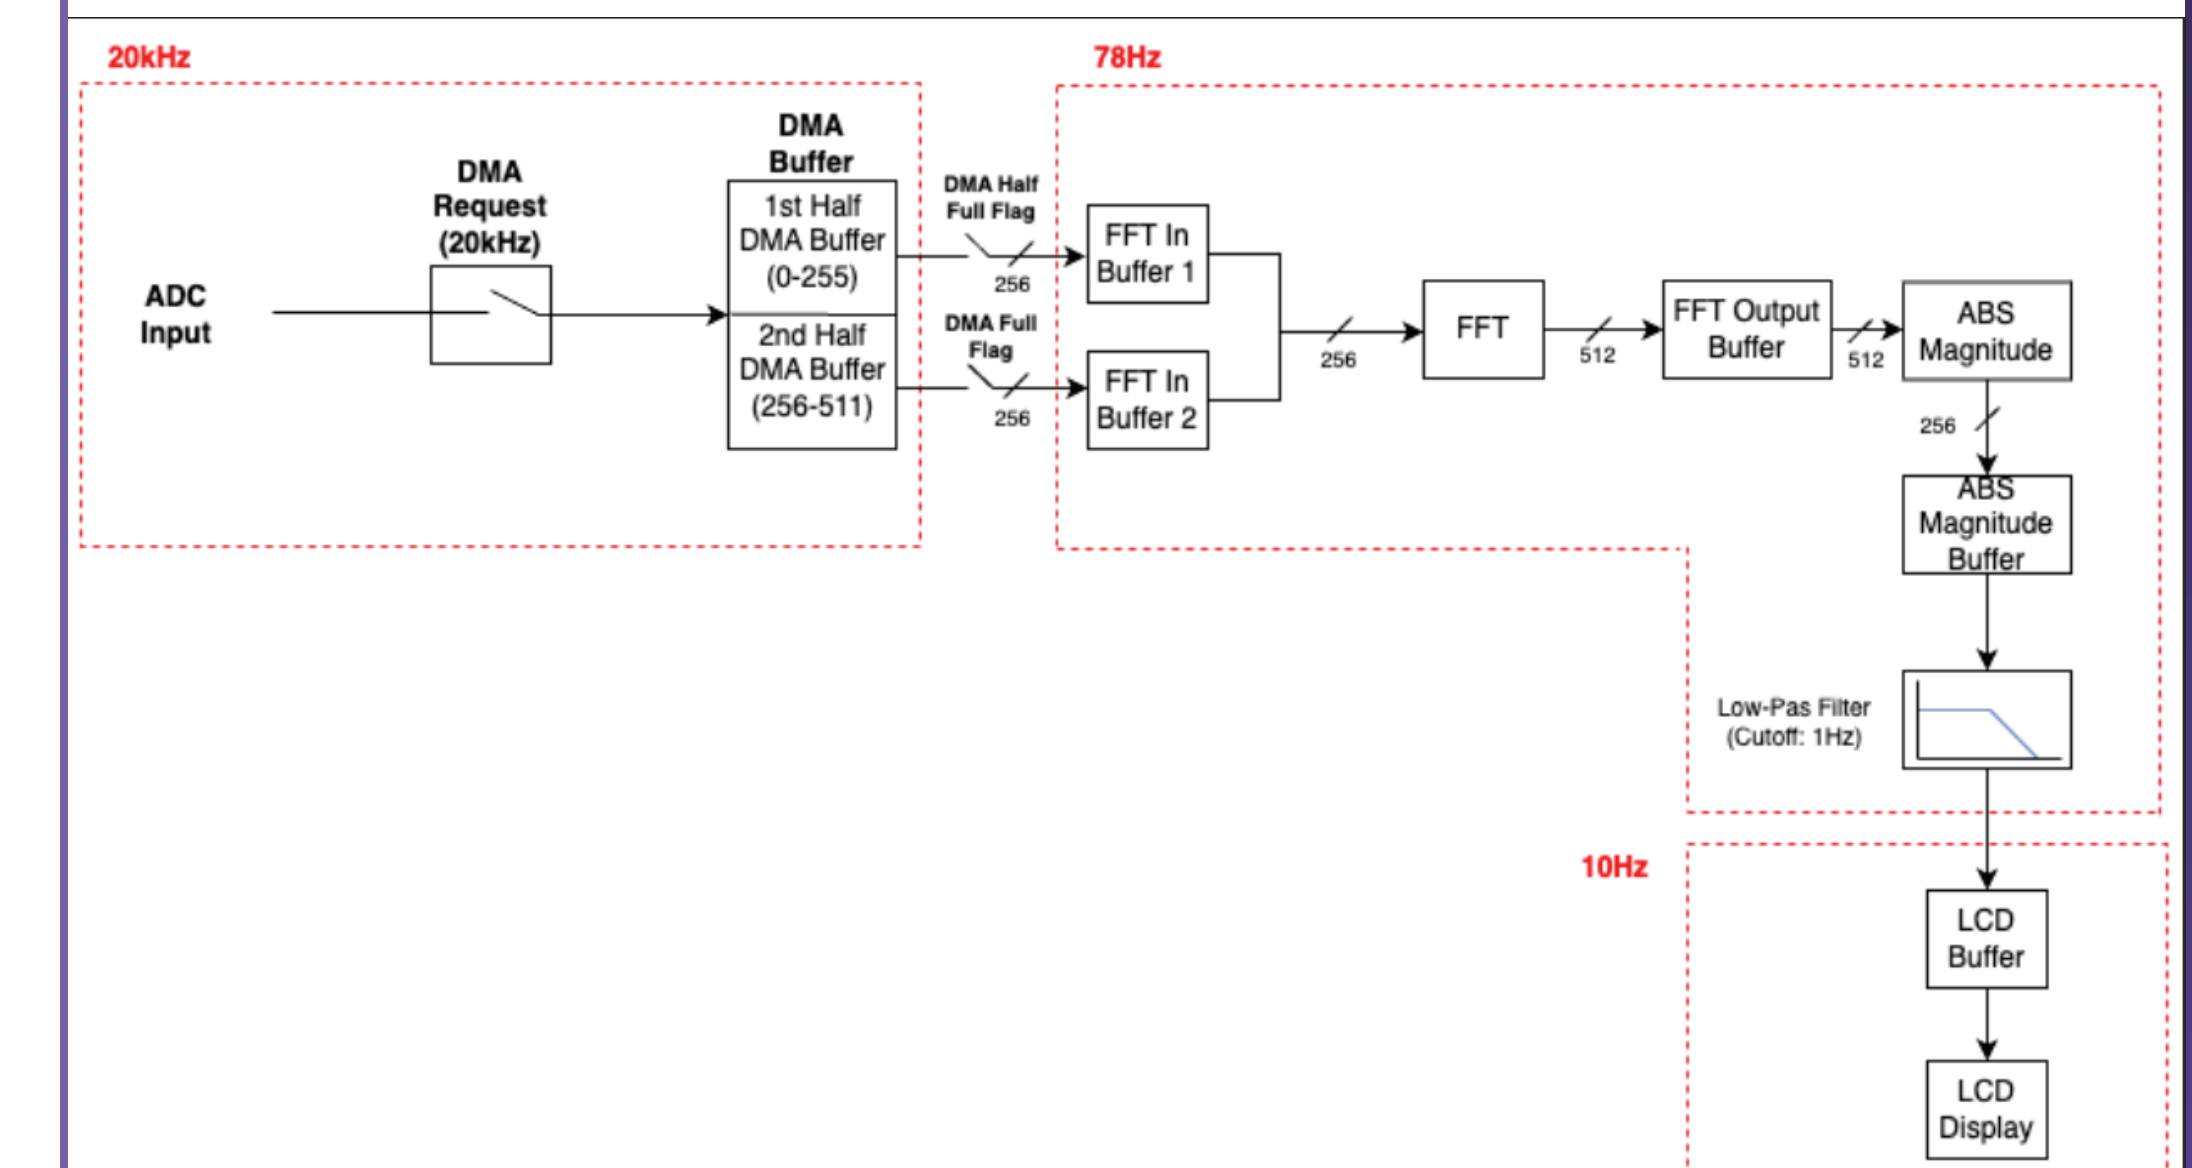 20kHz
78Hz
DMA
Request
(20kHz)
ADC
Input
DMA
Buffer
1st Half
DMA Buffer
(0-255)
2nd Half
DMA Buffer
(256-511)
DMA Half
Full Flag
256
DMA Full
Flag
256
FFT In
Buffer 1
FFT In
Buffer 2
256
FFT
512
FFT Output
Buffer
512
ABS
Magnitude
256
ABS
Magnitude
Buffer
Low-Pas Filter
(Cutoff: 1Hz)
10Hz
LCD
Buffer
LCD
Display